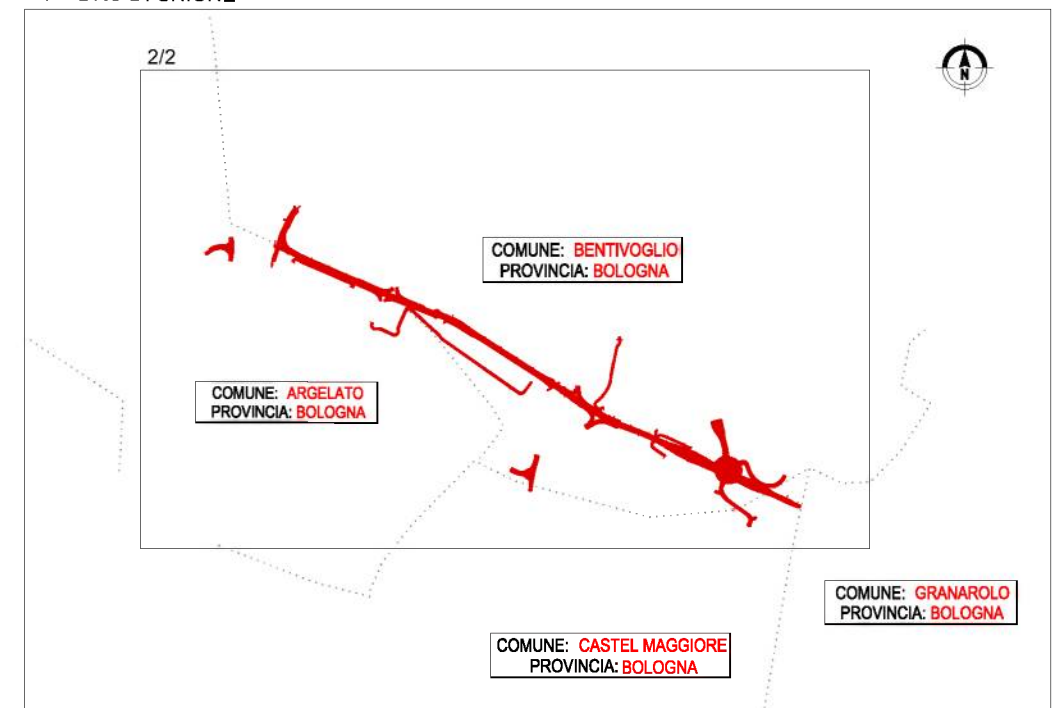 2/2
N
COMUNE: BENTIVOGLIO
PROVINCIA: BOLOGNA
COMUNE: ARGELATO
PROVINCIA: BOLOGNA
COMUNE: GRANAROLO
PROVINCIA: BOLOGNA
COMUNE: CASTEL MAGGIORE
PROVINCIA: BOLOGNA